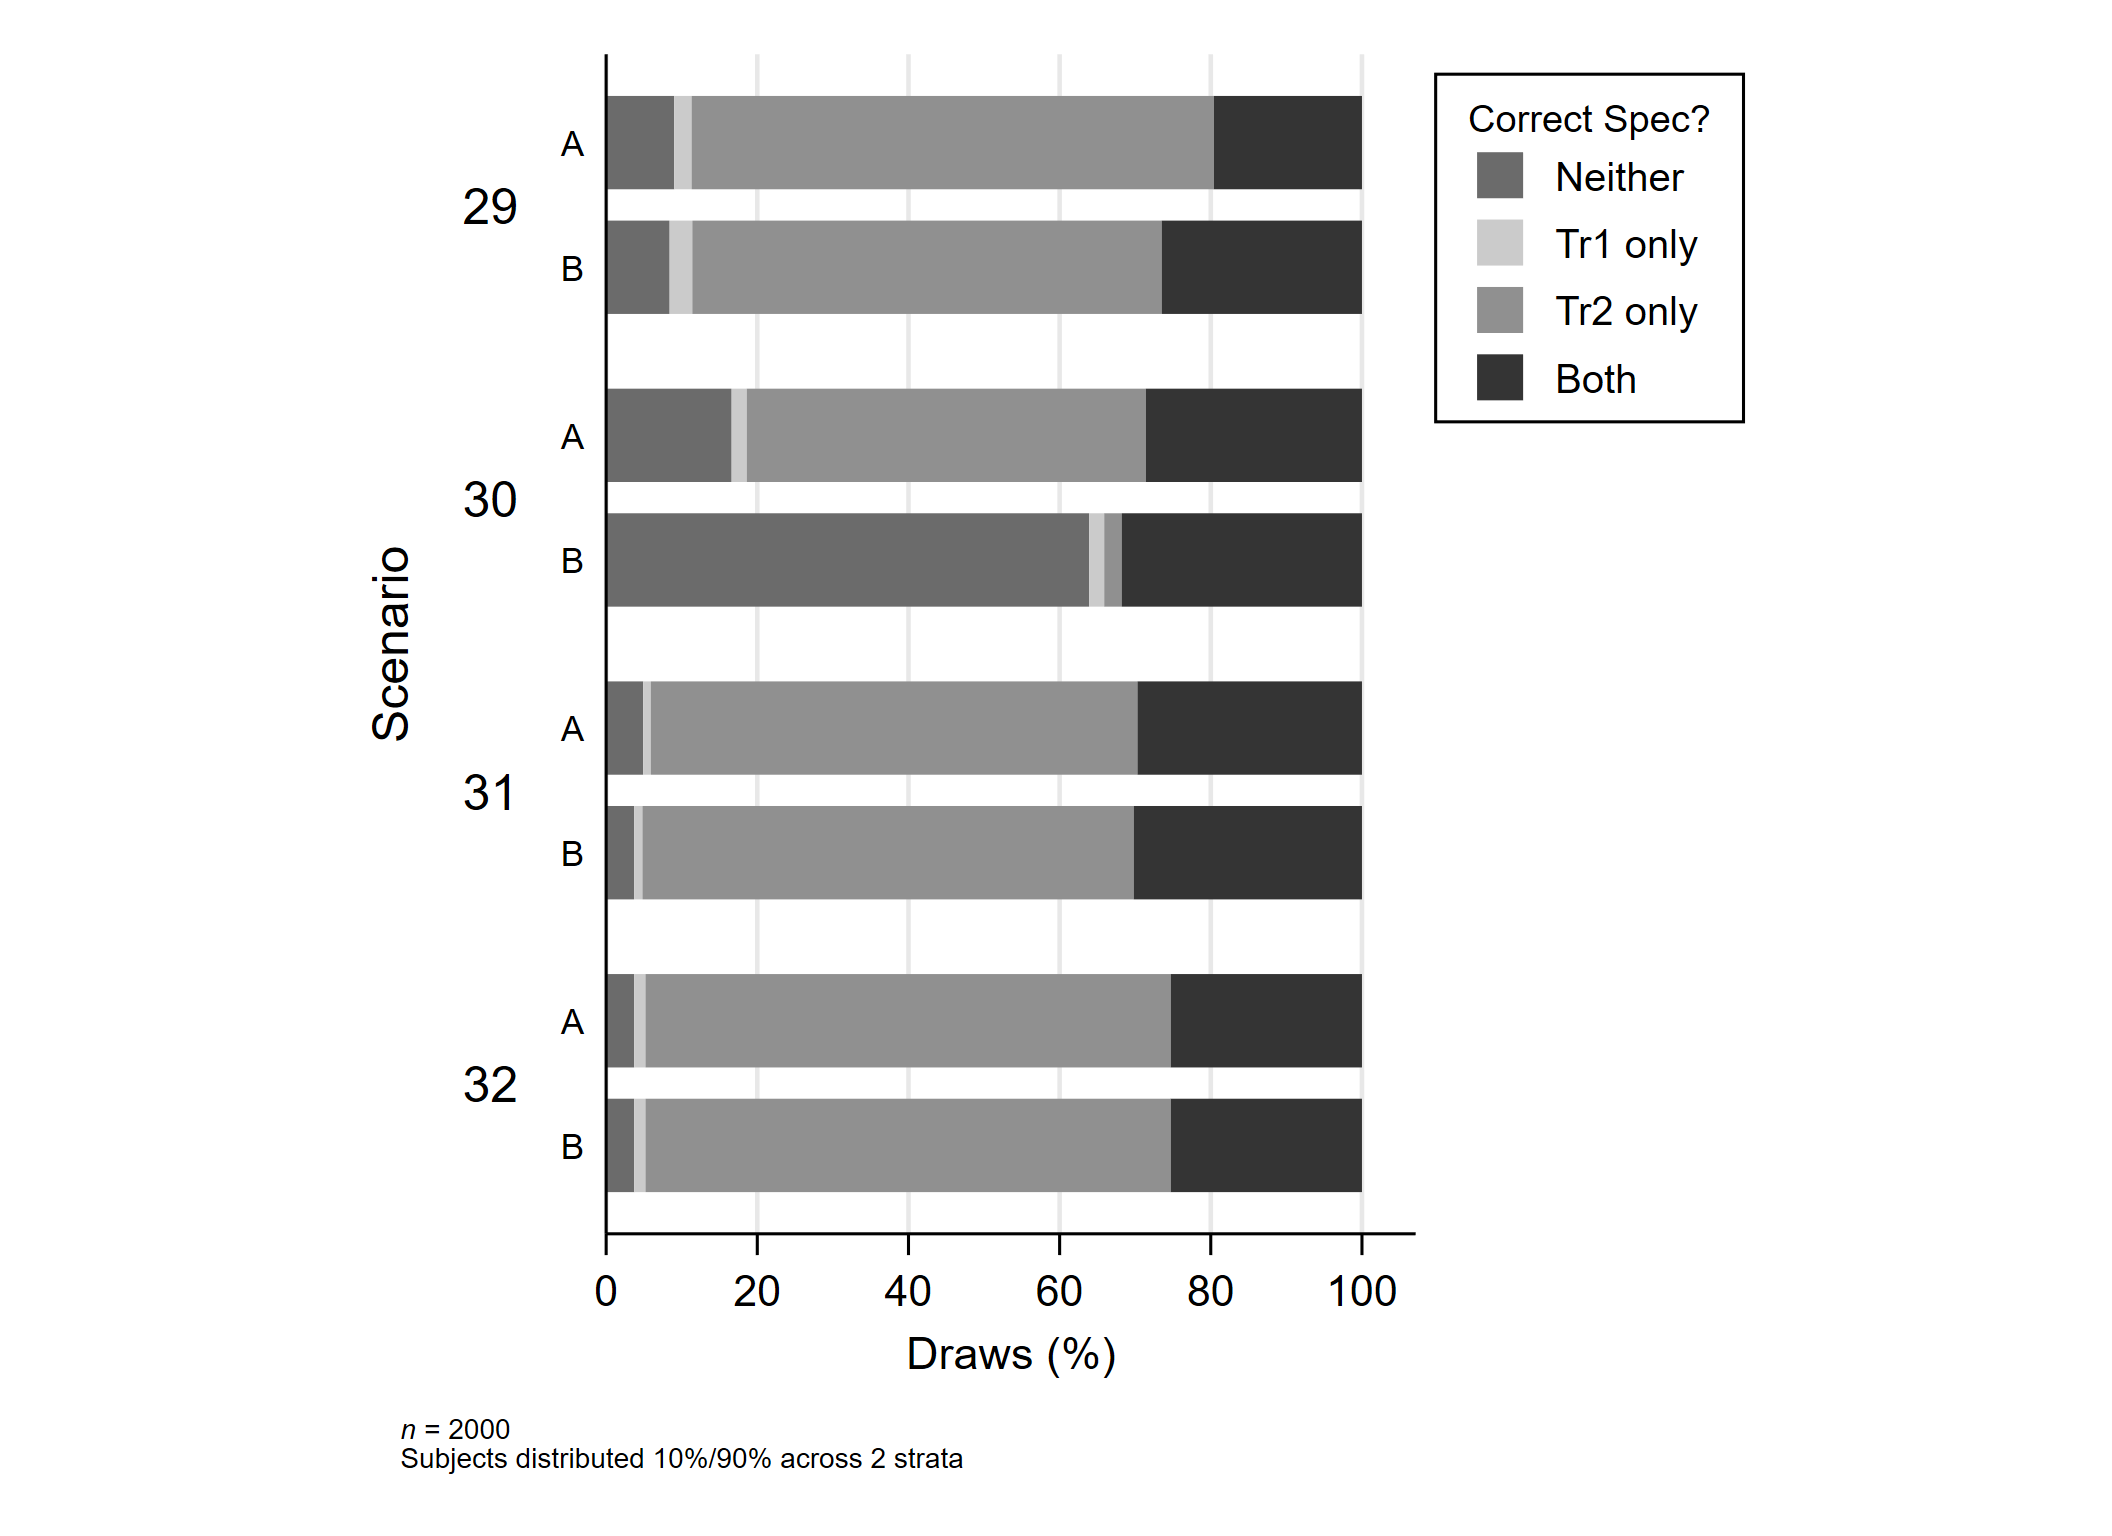 Correct Spec?
Neither
Tr1 only
Tr2 only
Both
Scenario
29
A
B
30
A
B
31
A
B
32
A
B
0 20 40 60 80 100
Draws (%)
n = 2000
Subjects distributed 10%/90% across 2 strata